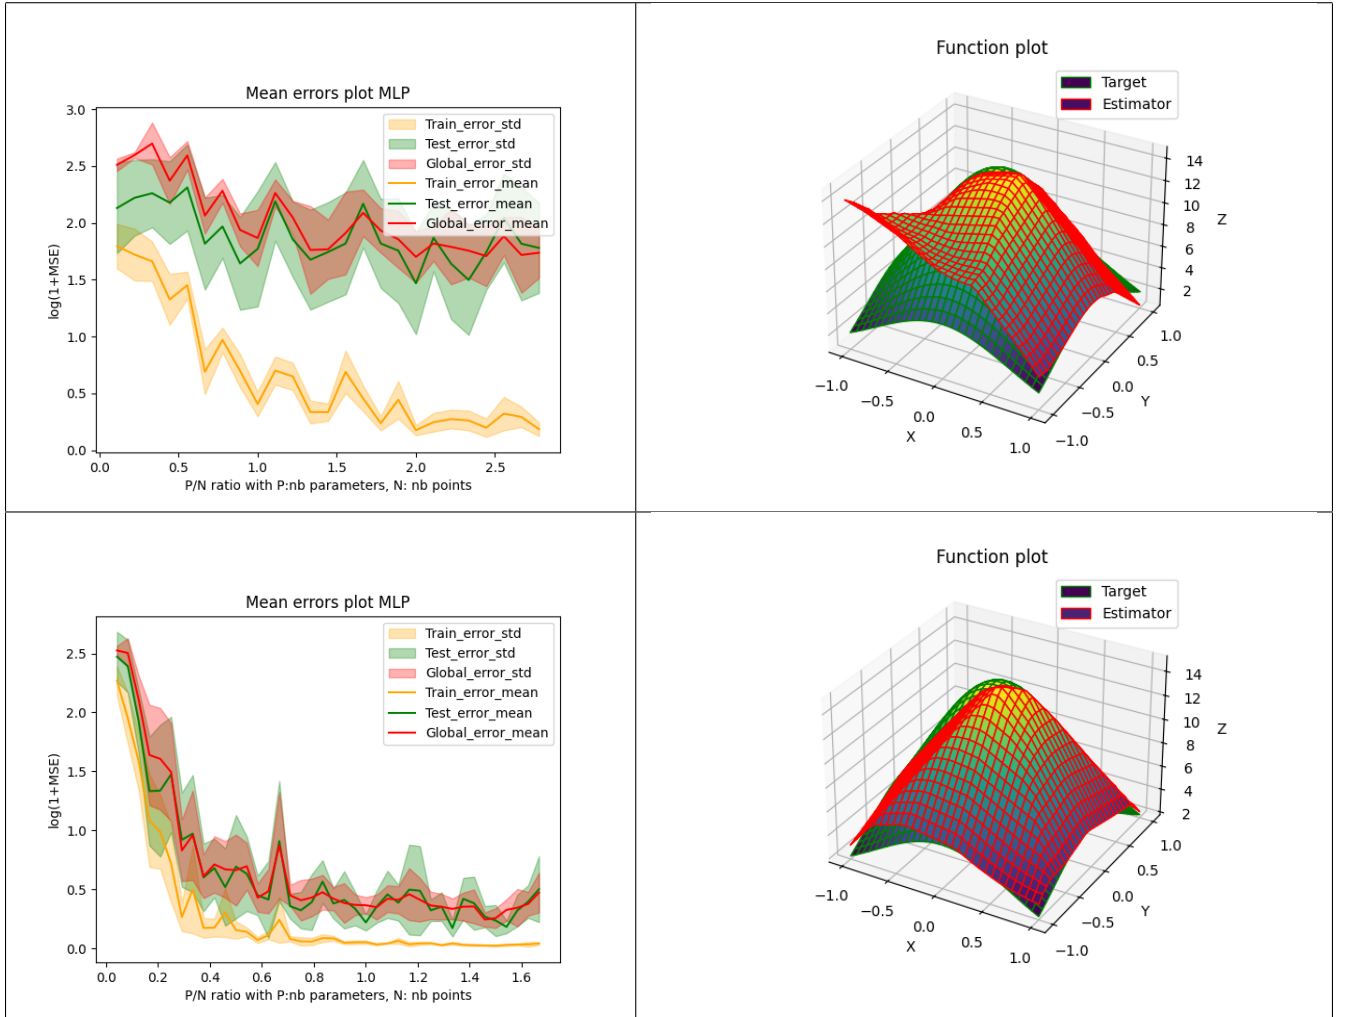 Mean errors plot MLP
Train_error_std
Test_error_std
Global_error_std
Train_error_mean
Test_error_mean
Global_error_mean
3.0
2.5
2.0
1.5
1.0
0.5
0.0
log(1+MSE)
0.0 0.5 1.0 1.5 2.0 2.5
P/N ratio with P:nb parameters, N: nb points
Function plot
Target
Estimator
14
12
10
8
6
4
2
Z
1.0
0.5
0.0
−0.5
−1.0
Y
−1.0
−0.5
0.0
0.5
1.0
X
Mean errors plot MLP
Train_error_std
Test_error_std
Global_error_std
Train_error_mean
Test_error_mean
Global_error_mean
2.5
2.0
1.5
1.0
0.5
0.0
log(1+MSE)
0.0 0.2 0.4 0.6 0.8 1.0 1.2 1.4 1.6
P/N ratio with P:nb parameters, N: nb points
Function plot
Target
Estimator
14
12
10
8
6
4
2
Z
1.0
0.5
0.0
−0.5
−1.0
Y
−1.0
−0.5
0.0
0.5
1.0
X